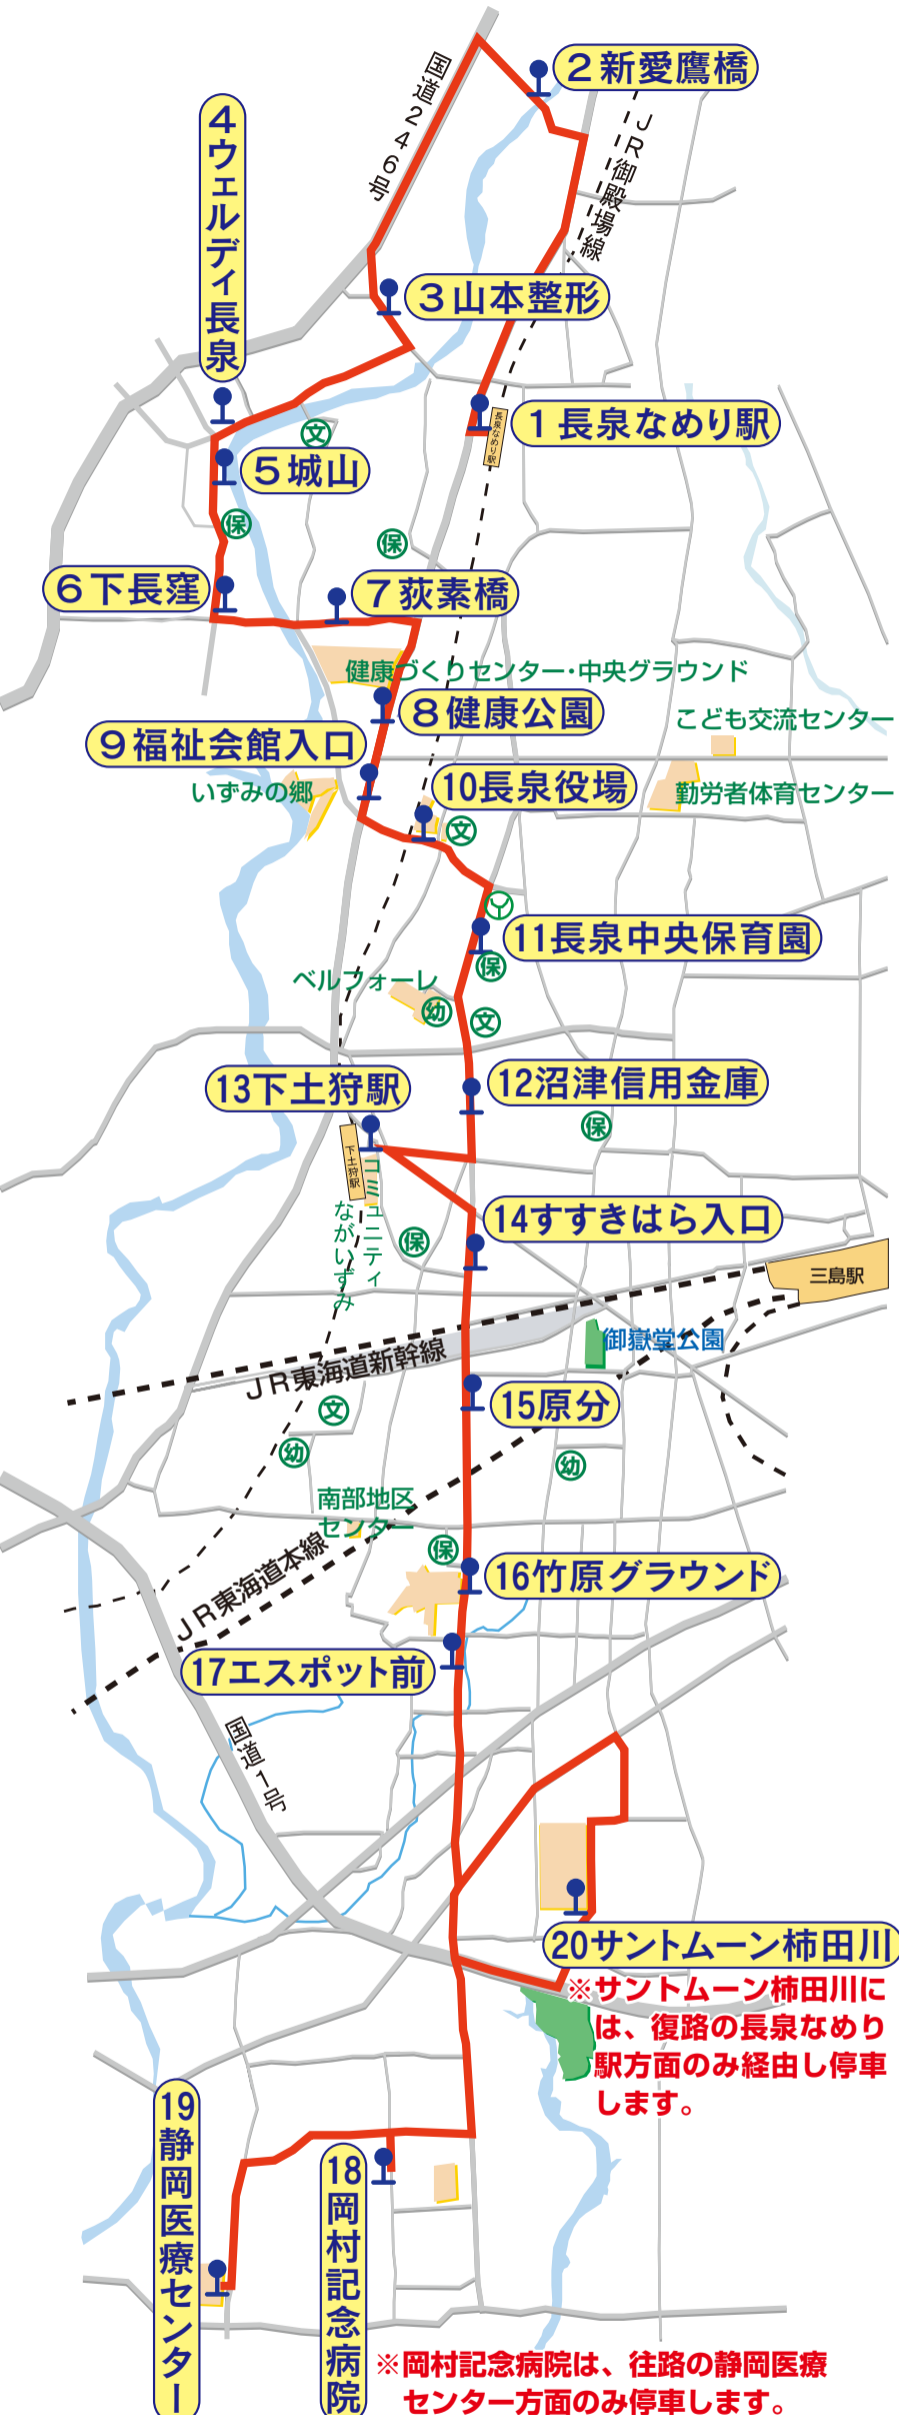 国道246号
2新愛鷹橋
JR御殿場線
4ウェルディ長泉
3山本整形
1長泉なめり駅
長泉なめり駅
文
5城山
保
保
6下長窪
7荻素橋
健康づくりセンター・中央グラウンド
8健康公園
こども交流センター
9福祉会館入口
いずみの郷
10長泉役場
勤労者体育センター
文
11長泉中央保育園
保
ベルフォーレ
幼
文
13下土狩駅
12沼津信用金庫
保
下土狩駅
コミュニティ
ながいずみ
14すすきはら入口
保
三島駅
御嶽堂公園
JR東海道新幹線
15原分
文
幼
幼
南部地区
センター
保
JR東海道本線
16竹原グラウンド
17エスポット前
国道1号
20サントムーン柿田川
※サントムーン柿田川に
は、復路の長泉なめり
駅方面のみ経由し停車
します。
19静岡医療センター
18岡村記念病院
※岡村記念病院は、往路の静岡医療
センター方面のみ停車します。